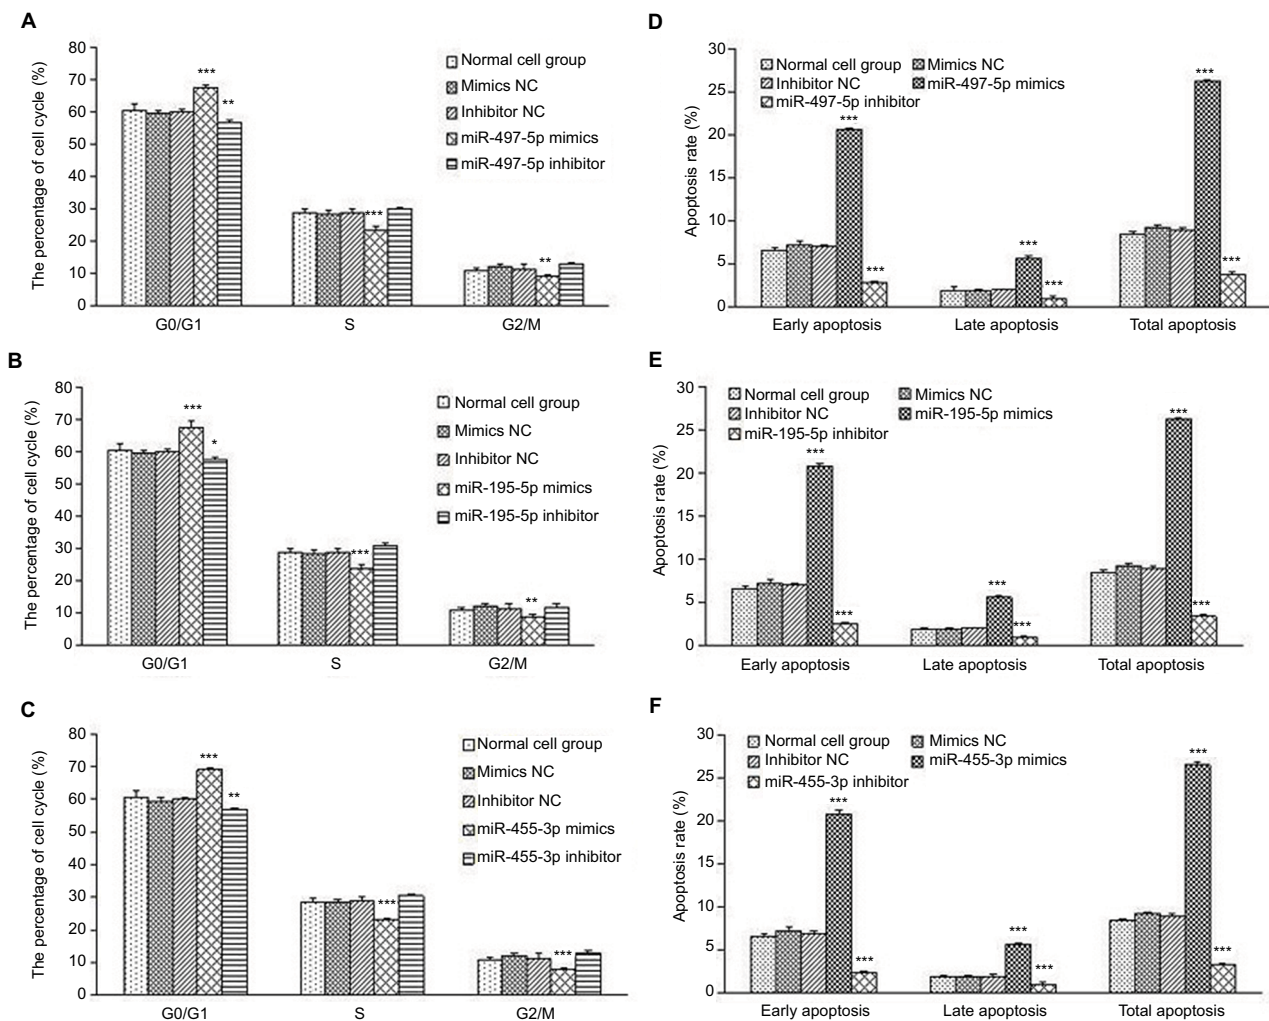 A
The percentage of cell cycle (%)
80
70
60
50
40
30
20
10
0
***
**
***
**
Normal cell group
Mimics NC
Inhibitor NC
miR-497-5p mimics
miR-497-5p inhibitor
G0/G1 S G2/M
D
Apoptosis rate (%)
30
25
20
15
10
5
0
Normal cell group Mimics NC
Inhibitor NC miR-497-5p mimics
miR-497-5p inhibitor
***
***
***
***
***
***
Early apoptosis Late apoptosis Total apoptosis
B
The percentage of cell cycle (%)
80
70
60
50
40
30
20
10
0
***
*
***
**
Normal cell group
Mimics NC
Inhibitor NC
miR-195-5p mimics
miR-195-5p inhibitor
G0/G1 S G2/M
E
Apoptosis rate (%)
30
25
20
15
10
5
0
Normal cell group Mimics NC
Inhibitor NC miR-195-5p mimics
miR-195-5p inhibitor
***
***
***
***
***
***
Early apoptosis Late apoptosis Total apoptosis
C
The percentage of cell cycle (%)
80
70
60
50
40
30
20
10
0
***
**
***
***
Normal cell group
Mimics NC
Inhibitor NC
miR-455-3p mimics
miR-455-3p inhibitor
G0/G1 S G2/M
F
Apoptosis rate (%)
30
25
20
15
10
5
0
Normal cell group Mimics NC
Inhibitor NC miR-455-3p mimics
miR-455-3p inhibitor
***
***
***
***
***
***
Early apoptosis Late apoptosis Total apoptosis